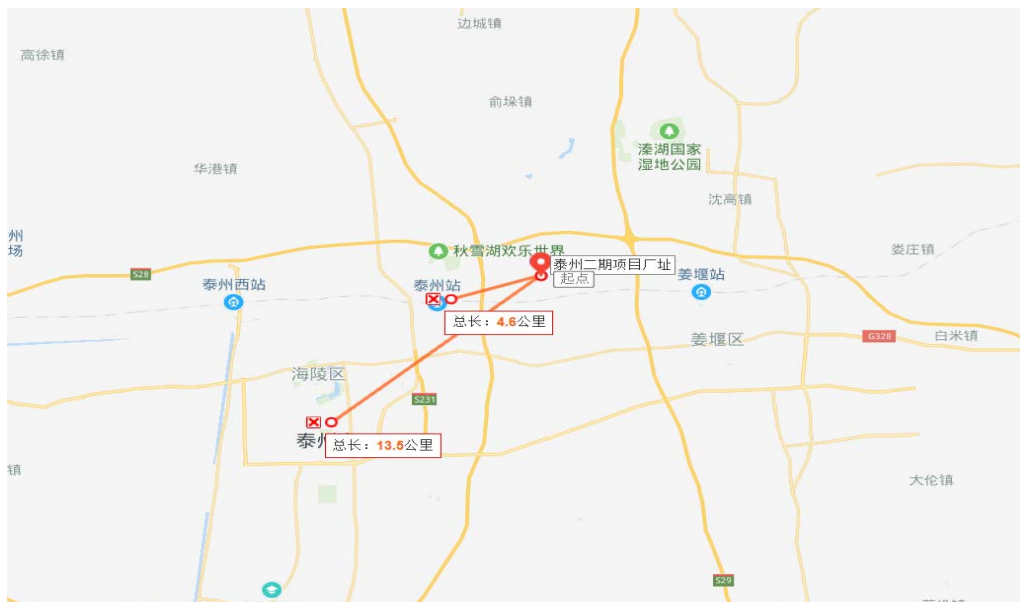 边城镇
高徐镇
俞垛镇
溱湖国家
湿地公园
华港镇
沈高镇
州
场
秋雪湖欢乐世界
娄庄镇
泰州二期项目厂址
起点
S28
泰州西站
泰州站
姜堰站
总长：4.6公里
姜堰区
G328
白米镇
海陵区
S231
泰州
总长：13.5公里
镇
大伦镇
S29